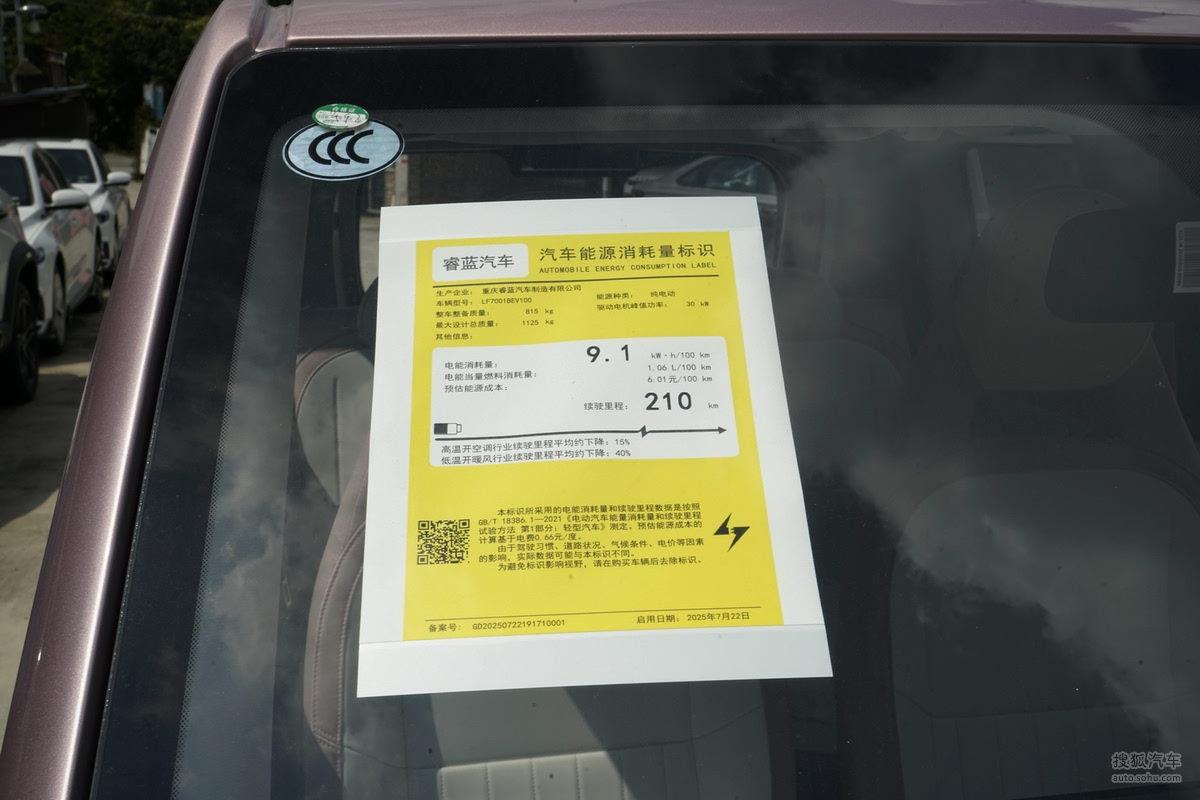 合格证
CCC
睿蓝汽车
汽车能源消耗量标识
AUTOMOBILE ENERGY CONSUMPTION LABEL
生产企业: 重庆睿蓝汽车制造有限公司
车辆型号: LF7001BEV100
能源种类: 纯电动
整车整备质量: 815 kg
驱动电机峰值功率: 30 kW
最大设计总质量: 1125 kg
其他信息:
电能消耗量: 9.1 kW·h/100 km
电能当量燃料消耗量: 1.06 L/100 km
预估能源成本: 6.01元/100 km
续驶里程: 210 km
高温开空调行业续驶里程平均约下降: 15%
低温开暖风行业续驶里程平均约下降: 40%
本标识所采用的电能消耗量和续驶里程数据是按照
GB/T 18386.1—2021《电动汽车能量消耗量和续驶里程
试验方法 第1部分: 轻型汽车》测定。预估能源成本的
计算基于电费0.66元/度。
由于驾驶习惯、道路状况、气候条件、电价等因素
的影响, 实际数据可能与本标识不同。
为避免标识影响视野, 请在购买车辆后去除标识。
备案号: GD20250722191710001
启用日期: 2025年7月22日
搜狐汽车
auto.sohu.com